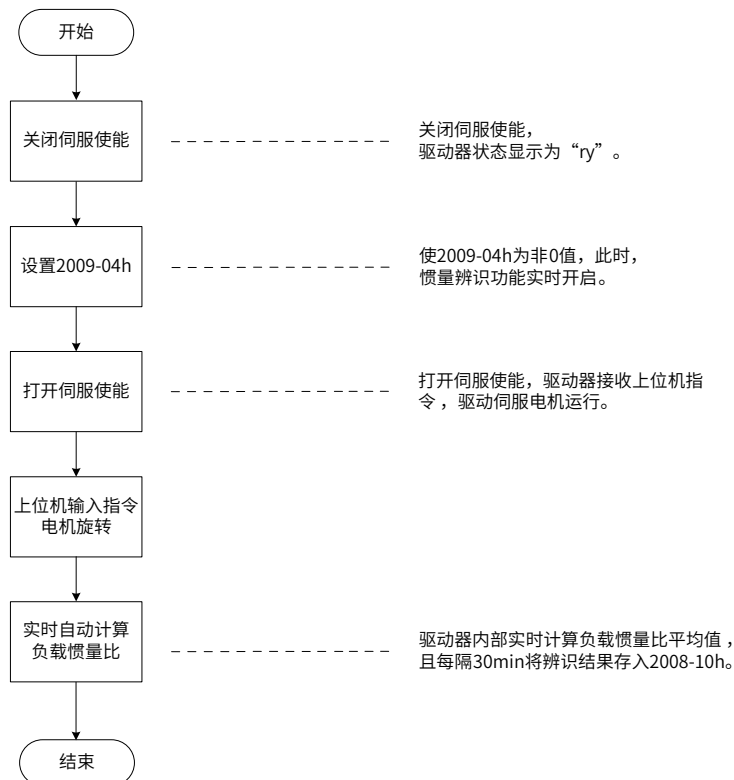 开始
关闭伺服使能
关闭伺服使能，
驱动器状态显示为“ry”。
设置2009-04h
使2009-04h为非0值，此时，
惯量辨识功能实时开启。
打开伺服使能
打开伺服使能，驱动器接收上位机指
令，驱动伺服电机运行。
上位机输入指令
电机旋转
实时自动计算
负载惯量比
驱动器内部实时计算负载惯量比平均值，
且每隔30min将辨识结果存入2008-10h。
结束